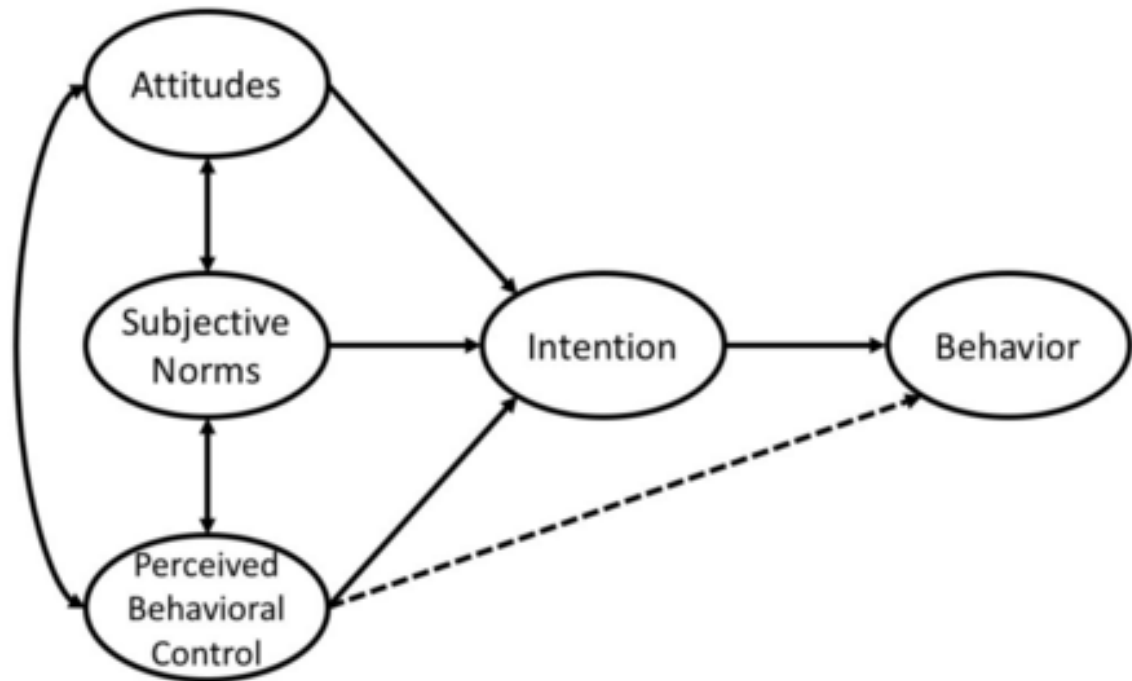 Attitudes
Subjective
Norms
Intention
Behavior
Perceived
Behavioral
Control